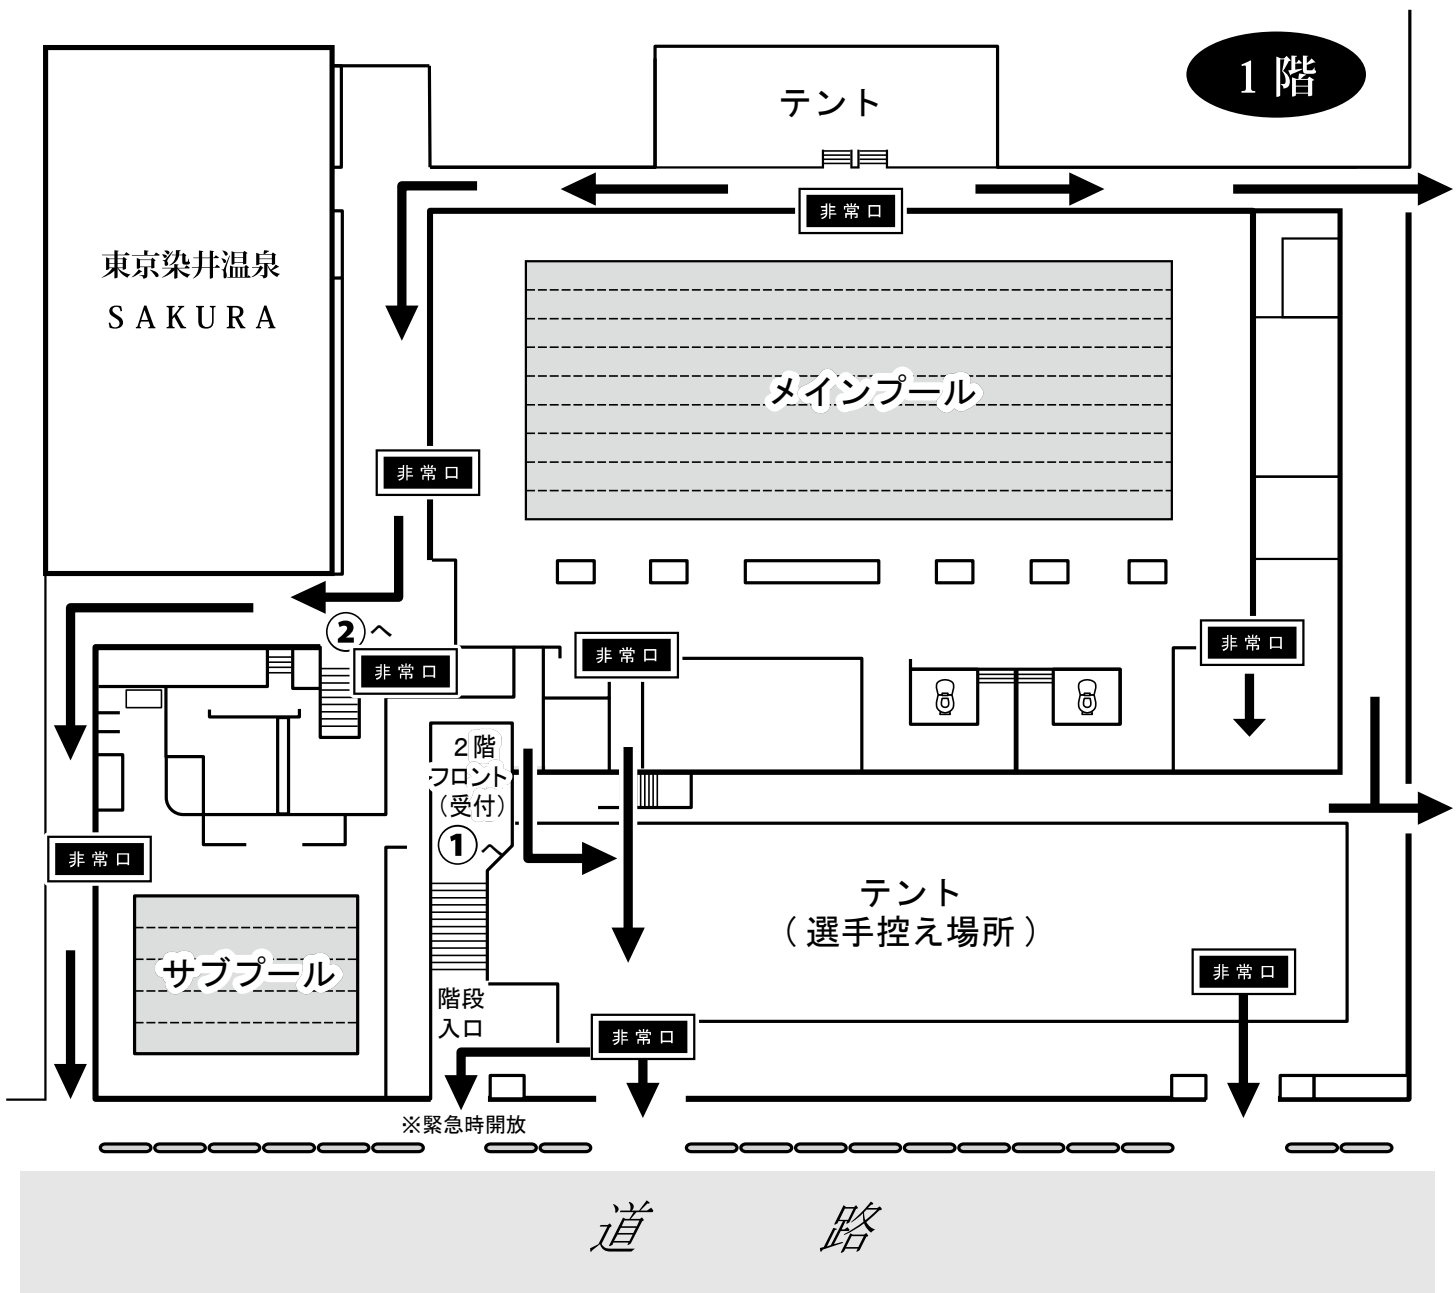 1 階
テント
非常口
東京染井温泉
SAKURA
メインプール
非常口
②へ
非常口
非常口
非常口
2階
フロント
（受付）
①へ
非常口
テント
（選手控え場所）
サブプール
非常口
階段
入口
非常口
※緊急時開放
道 路